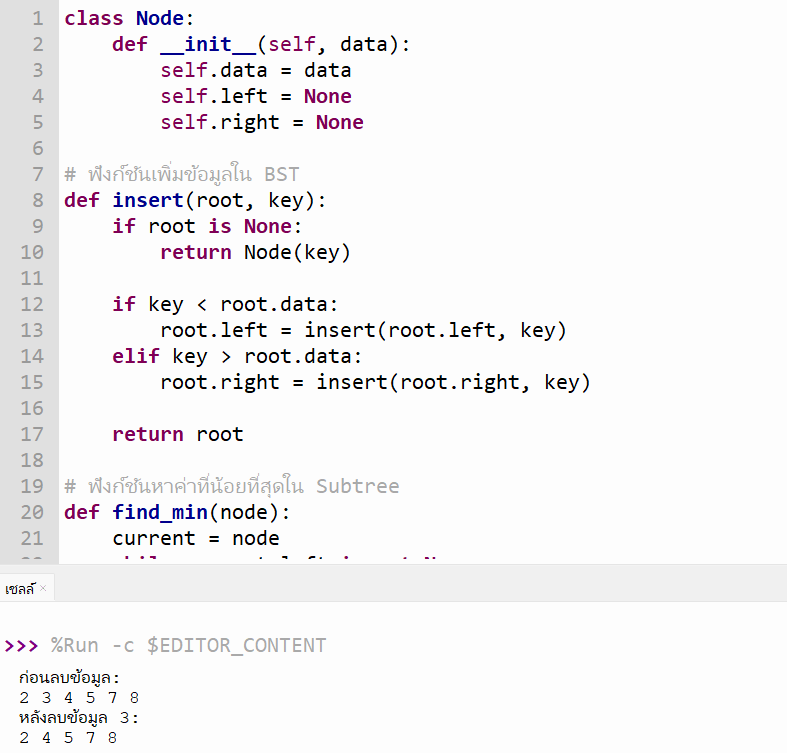 1 class Node:
2     def __init__(self, data):
3         self.data = data
4         self.left = None
5         self.right = None
6
7 # ฟังก์ชันเพิ่มข้อมูลใน BST
8 def insert(root, key):
9     if root is None:
10         return Node(key)
11
12     if key < root.data:
13         root.left = insert(root.left, key)
14     elif key > root.data:
15         root.right = insert(root.right, key)
16
17     return root
18
19 # ฟังก์ชันหาค่าที่น้อยที่สุดใน Subtree
20 def find_min(node):
21     current = node
เชลล์ ×
>>> %Run -c $EDITOR_CONTENT
ก่อนลบข้อมูล:
2 3 4 5 7 8
หลังลบข้อมูล 3:
2 4 5 7 8